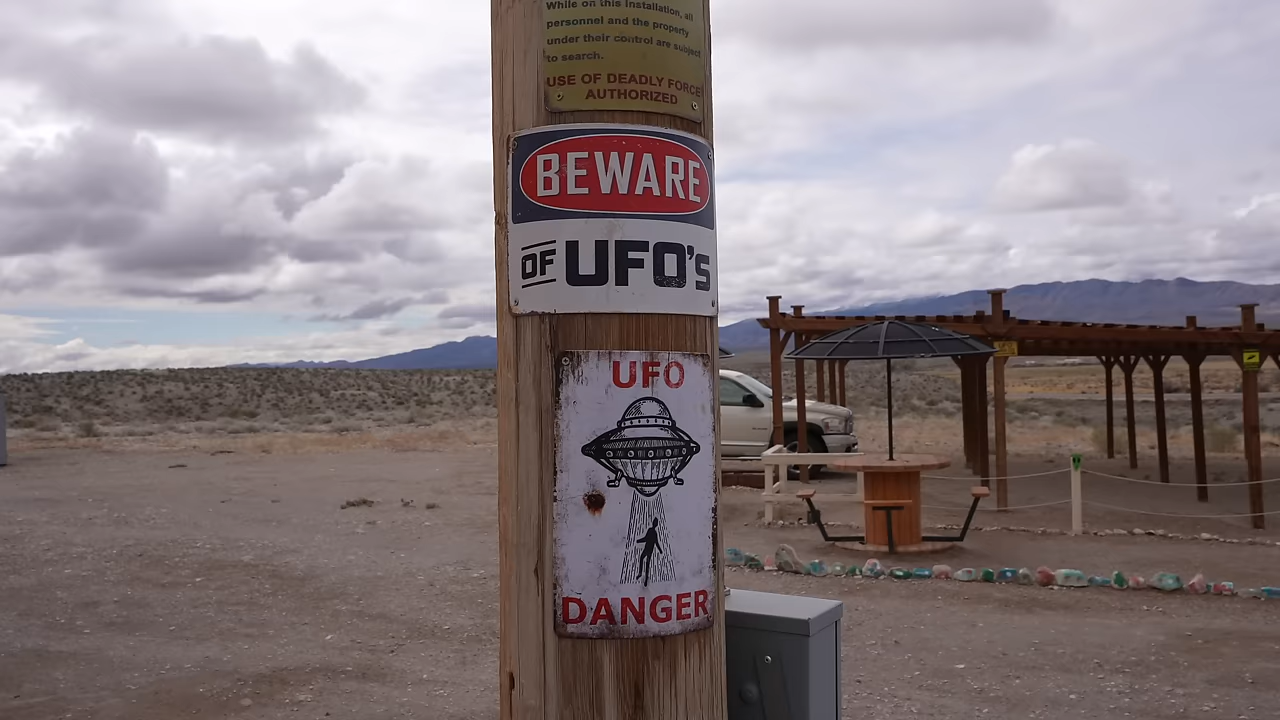 While on this Installation, all
personnel and the property
under their control are subject
to search.
USE OF DEADLY FORCE
AUTHORIZED
BEWARE
OF UFO'S
UFO
DANGER